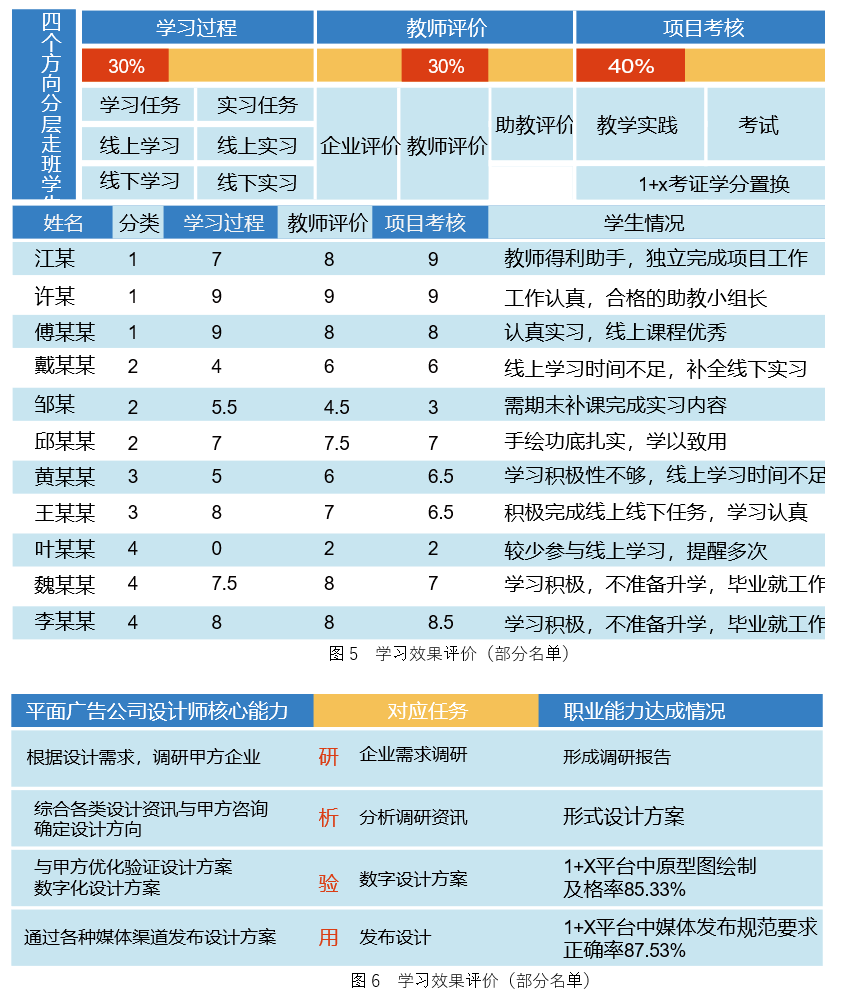 四个方向分层走班学生
学习过程 教师评价 项目考核
30% 30% 40%
学习任务 实习任务 企业评价 教师评价 助教评价 教学实践 考试
线上学习 线上实习
线下学习 线下实习 1+x考证学分置换
姓名 分类 学习过程 教师评价 项目考核 学生情况
江某 1 7 8 9 教师得利助手，独立完成项目工作
许某 1 9 9 9 工作认真，合格的助教小组长
傅某某 1 9 8 8 认真实习，线上课程优秀
戴某某 2 4 6 6 线上学习时间不足，补全线下实习
邹某 2 5.5 4.5 3 需期末补课完成实习内容
邱某某 2 7 7.5 7 手绘功底扎实，学以致用
黄某某 3 5 6 6.5 学习积极性不够，线上学习时间不足
王某某 3 8 7 6.5 积极完成线上线下任务，学习认真
叶某某 4 0 2 2 较少参与线上学习，提醒多次
魏某某 4 7.5 8 7 学习积极，不准备升学，毕业就工作
李某某 4 8 8 8.5 学习积极，不准备升学，毕业就工作
图 5 学习效果评价（部分名单）
平面广告公司设计师核心能力 对应任务 职业能力达成情况
根据设计需求，调研甲方企业 研 企业需求调研 形成调研报告
综合各类设计资讯与甲方咨询
确定设计方向 析 分析调研资讯 形式设计方案
与甲方优化验证设计方案
数字化设计方案 验 数字设计方案 1+X平台中原型图绘制
及格率85.33%
通过各种媒体渠道发布设计方案 用 发布设计 1+X平台中媒体发布规范要求
正确率87.53%
图 6 学习效果评价（部分名单）